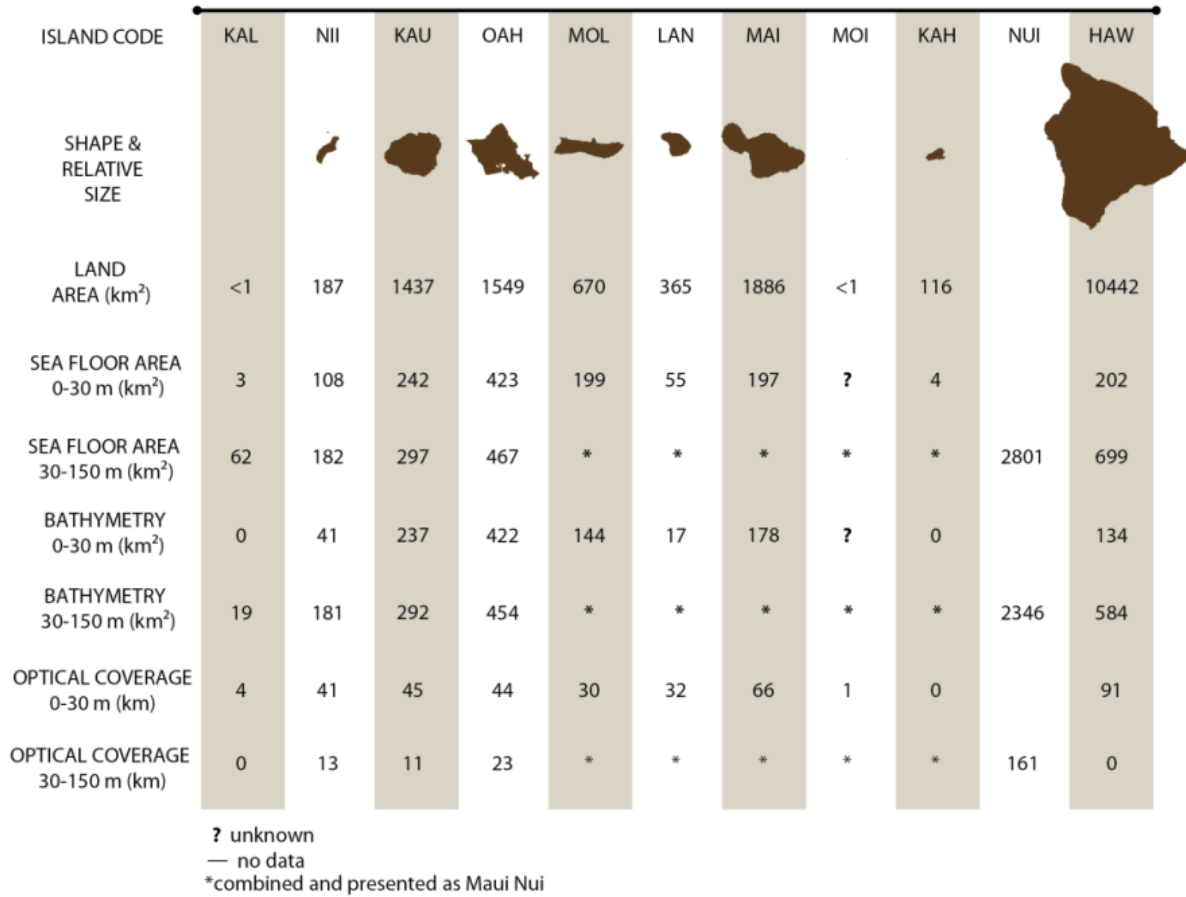 ISLAND CODE KAL NII KAU OAH MOL LAN MAI MOI KAH NUI HAW
SHAPE &
RELATIVE
SIZE
LAND
AREA (km²) <1 187 1437 1549 670 365 1886 <1 116 10442
SEA FLOOR AREA
0-30 m (km²) 3 108 242 423 199 55 197 ? 4 202
SEA FLOOR AREA
30-150 m (km²) 62 182 297 467 * * * * * 2801 699
BATHYMETRY
0-30 m (km²) 0 41 237 422 144 17 178 ? 0 134
BATHYMETRY
30-150 m (km²) 19 181 292 454 * * * * * 2346 584
OPTICAL COVERAGE
0-30 m (km) 4 41 45 44 30 32 66 1 0 91
OPTICAL COVERAGE
30-150 m (km) 0 13 11 23 * * * * * 161 0
? unknown
— no data
*combined and presented as Maui Nui